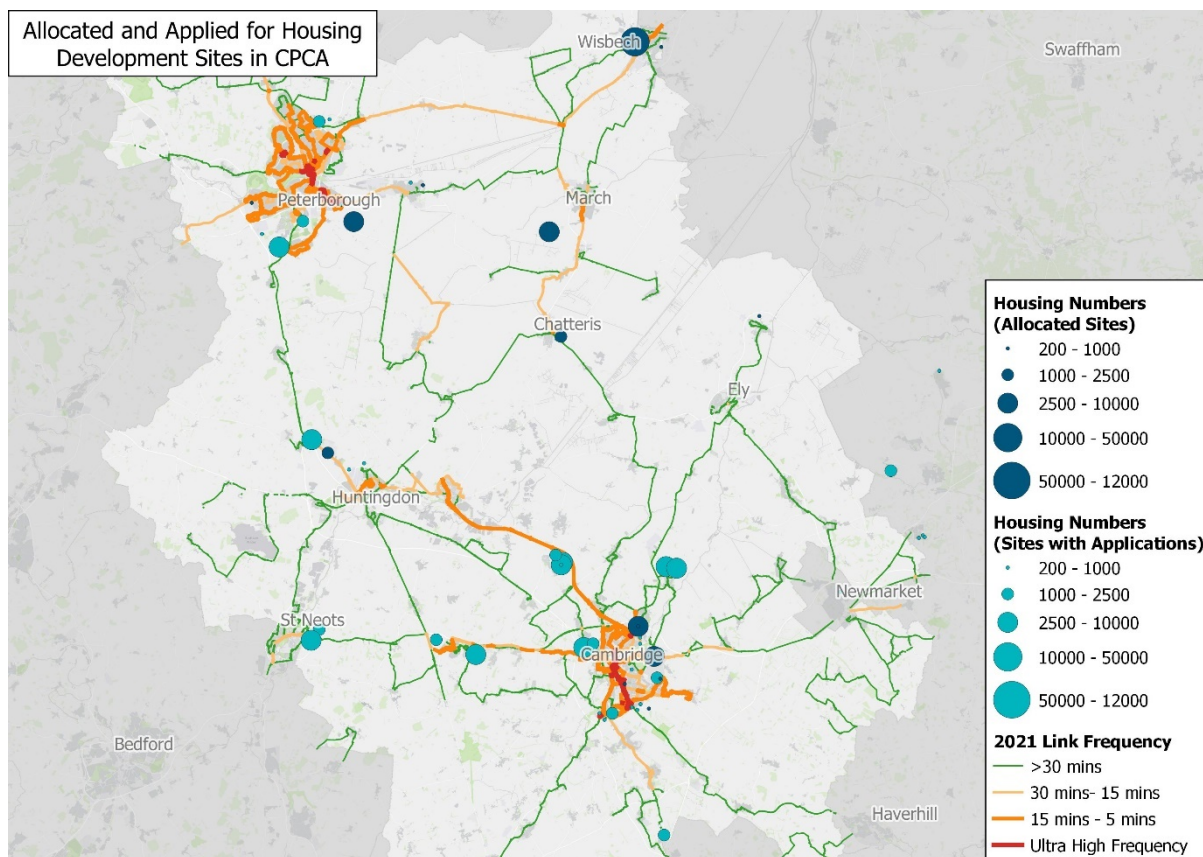 Allocated and Applied for Housing
Development Sites in CPCA
Wisbech
Swaffham
Peterborough
March
Chatteris
Ely
Huntingdon
Newmarket
St Neots
Cambridge
Bedford
Haverhill
Housing Numbers
(Allocated Sites)
200 - 1000
1000 - 2500
2500 - 10000
10000 - 50000
50000 - 12000
Housing Numbers
(Sites with Applications)
200 - 1000
1000 - 2500
2500 - 10000
10000 - 50000
50000 - 12000
2021 Link Frequency
>30 mins
30 mins- 15 mins
15 mins - 5 mins
Ultra High Frequency